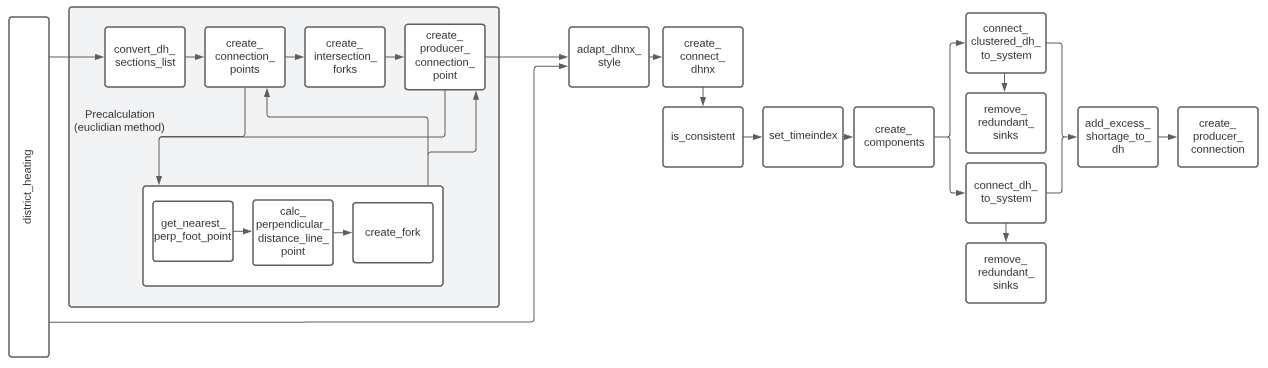 district_heating
convert_dh_
sections_list
create_
connection_
points
create_
intersection_
forks
create_
producer_
connection_
point
Precalculation
(euclidian method)
get_nearest_
perp_foot_point
calc_
perpendicular_
distance_line_
point
create_fork
adapt_dhnx_
style
create_
connect_
dhnx
is_consistent
set_timeindex
create_
components
connect_
clustered_dh_
to_system
remove_
redundant_
sinks
connect_dh_
to_system
remove_
redundant_
sinks
add_excess_
shortage_to_
dh
create_
producer_
connection